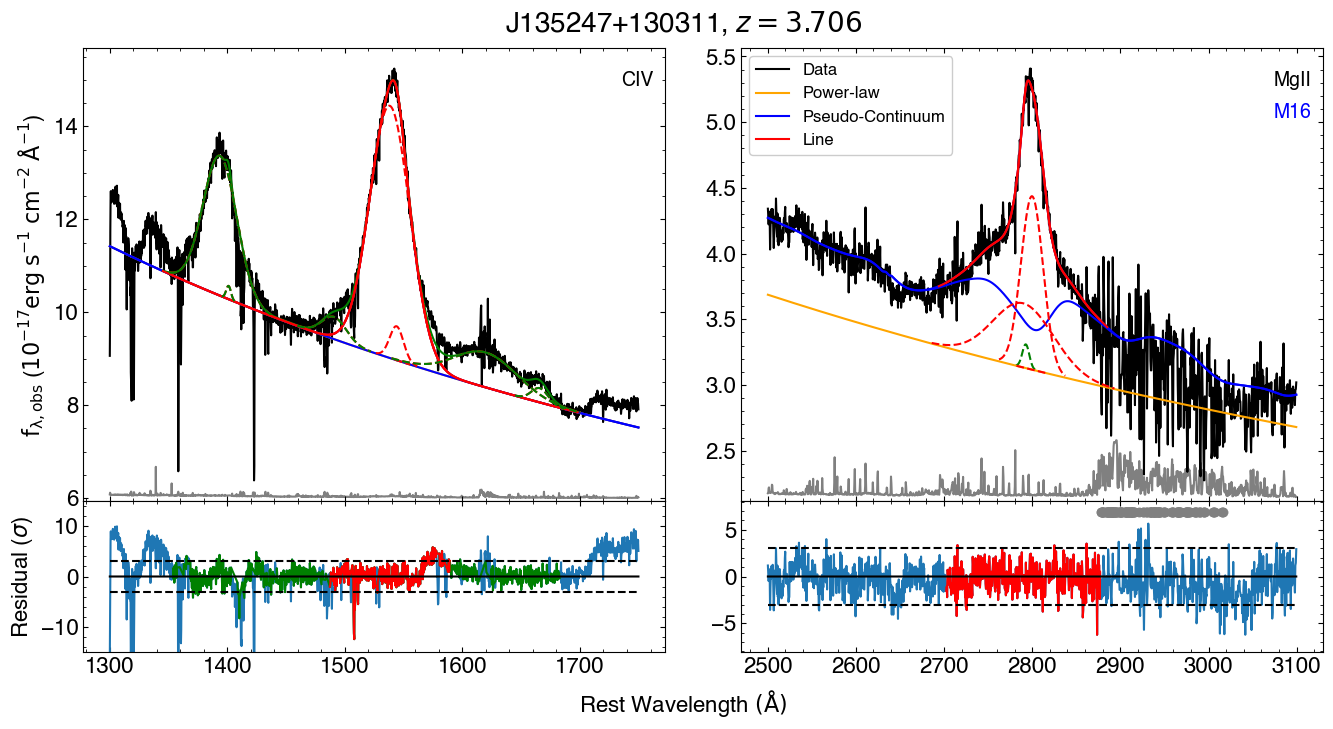 J135247+130311, z = 3.706
CIV
14
12
10
8
6
f_λ,obs (10⁻¹⁷erg s⁻¹ cm⁻² Å⁻¹)
Data
Power-law
Pseudo-Continuum
Line
MgII
M16
5.5
5.0
4.5
4.0
3.5
3.0
2.5
Residual (σ)
10
0
−10
1300 1400 1500 1600 1700
5
0
−5
2500 2600 2700 2800 2900 3000 3100
Rest Wavelength (Å)